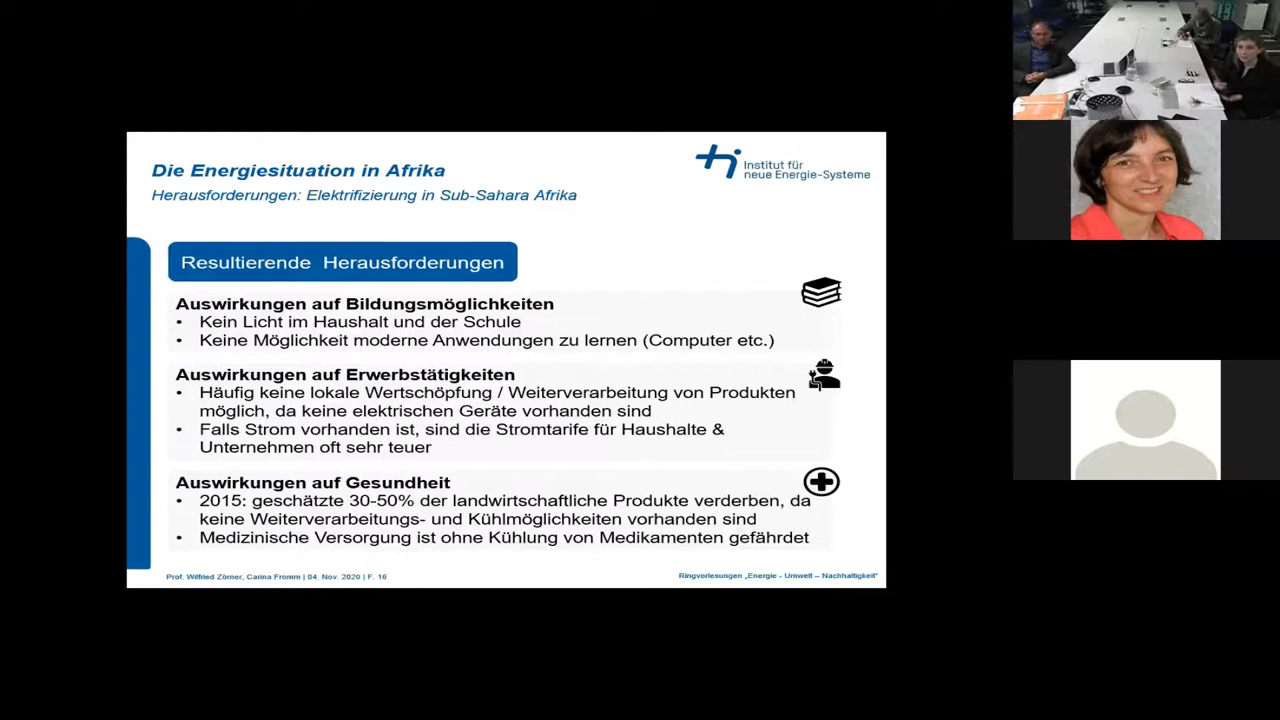 Die Energiesituation in Afrika
Herausforderungen: Elektrifizierung in Sub-Sahara Afrika
Institut für
neue Energie-Systeme
Resultierende Herausforderungen
Auswirkungen auf Bildungsmöglichkeiten
• Kein Licht im Haushalt und der Schule
• Keine Möglichkeit moderne Anwendungen zu lernen (Computer etc.)
Auswirkungen auf Erwerbstätigkeiten
• Häufig keine lokale Wertschöpfung / Weiterverarbeitung von Produkten
möglich, da keine elektrischen Geräte vorhanden sind
• Falls Strom vorhanden ist, sind die Stromtarife für Haushalte &
Unternehmen oft sehr teuer
Auswirkungen auf Gesundheit
• 2015: geschätzte 30-50% der landwirtschaftliche Produkte verderben, da
keine Weiterverarbeitungs- und Kühlmöglichkeiten vorhanden sind
• Medizinische Versorgung ist ohne Kühlung von Medikamenten gefährdet
Prof. Wilfried Zörner, Carina Fromm | 04. Nov. 2020 | F. 16
Ringvorlesungen „Energie - Umwelt – Nachhaltigkeit"